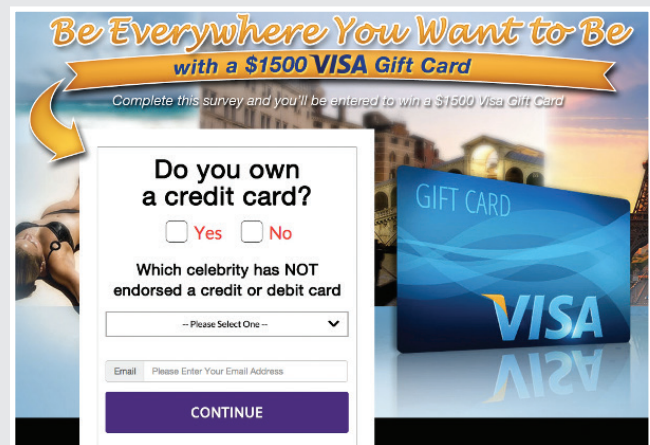 Be Everywhere You Want to Be
with a $1500 VISA Gift Card
Complete this survey and you'll be entered to win a $1500 Visa Gift Card
Do you own
a credit card?
Yes No
Which celebrity has NOT
endorsed a credit or debit card
-- Please Select One --
Email Please Enter Your Email Address
CONTINUE
GIFT CARD
VISA